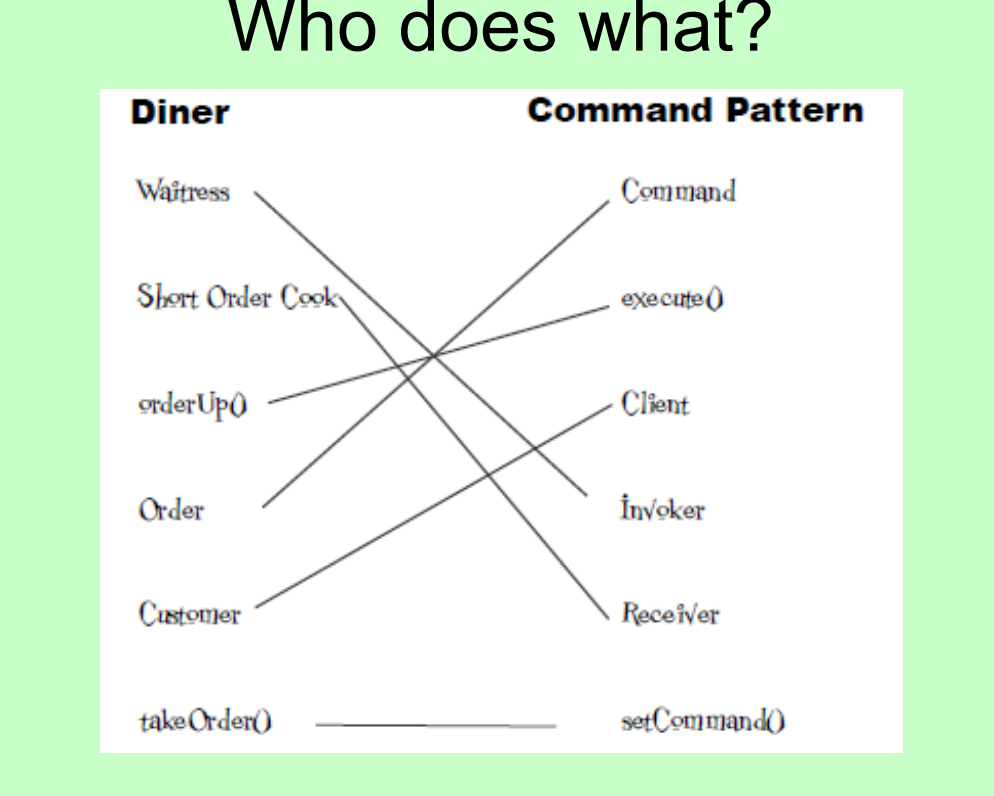 Who does what?
Diner Command Pattern
Waitress Command
Short Order Cook execute()
orderUp() Client
Order Invoker
Customer Receiver
takeOrder() setCommand()